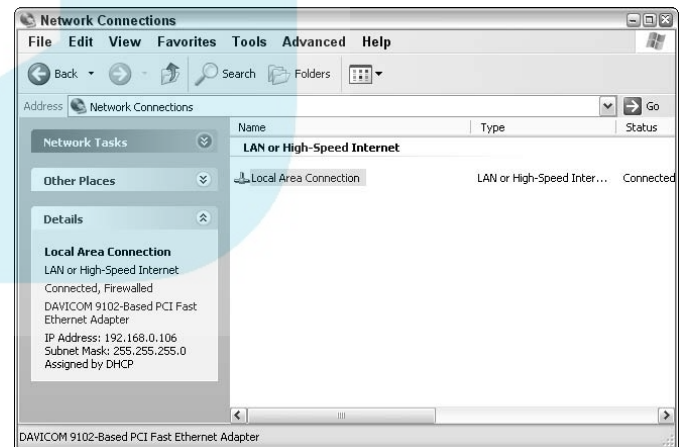 Network Connections
File Edit View Favorites Tools Advanced Help
Back Search Folders
Address Network Connections Go
Network Tasks
Other Places
Details
Local Area Connection
LAN or High-Speed Internet
Connected, Firewalled
DAVICOM 9102-Based PCI Fast
Ethernet Adapter
IP Address: 192.168.0.106
Subnet Mask: 255.255.255.0
Assigned by DHCP
Name Type Status
LAN or High-Speed Internet
Local Area Connection LAN or High-Speed Inter... Connected
DAVICOM 9102-Based PCI Fast Ethernet Adapter